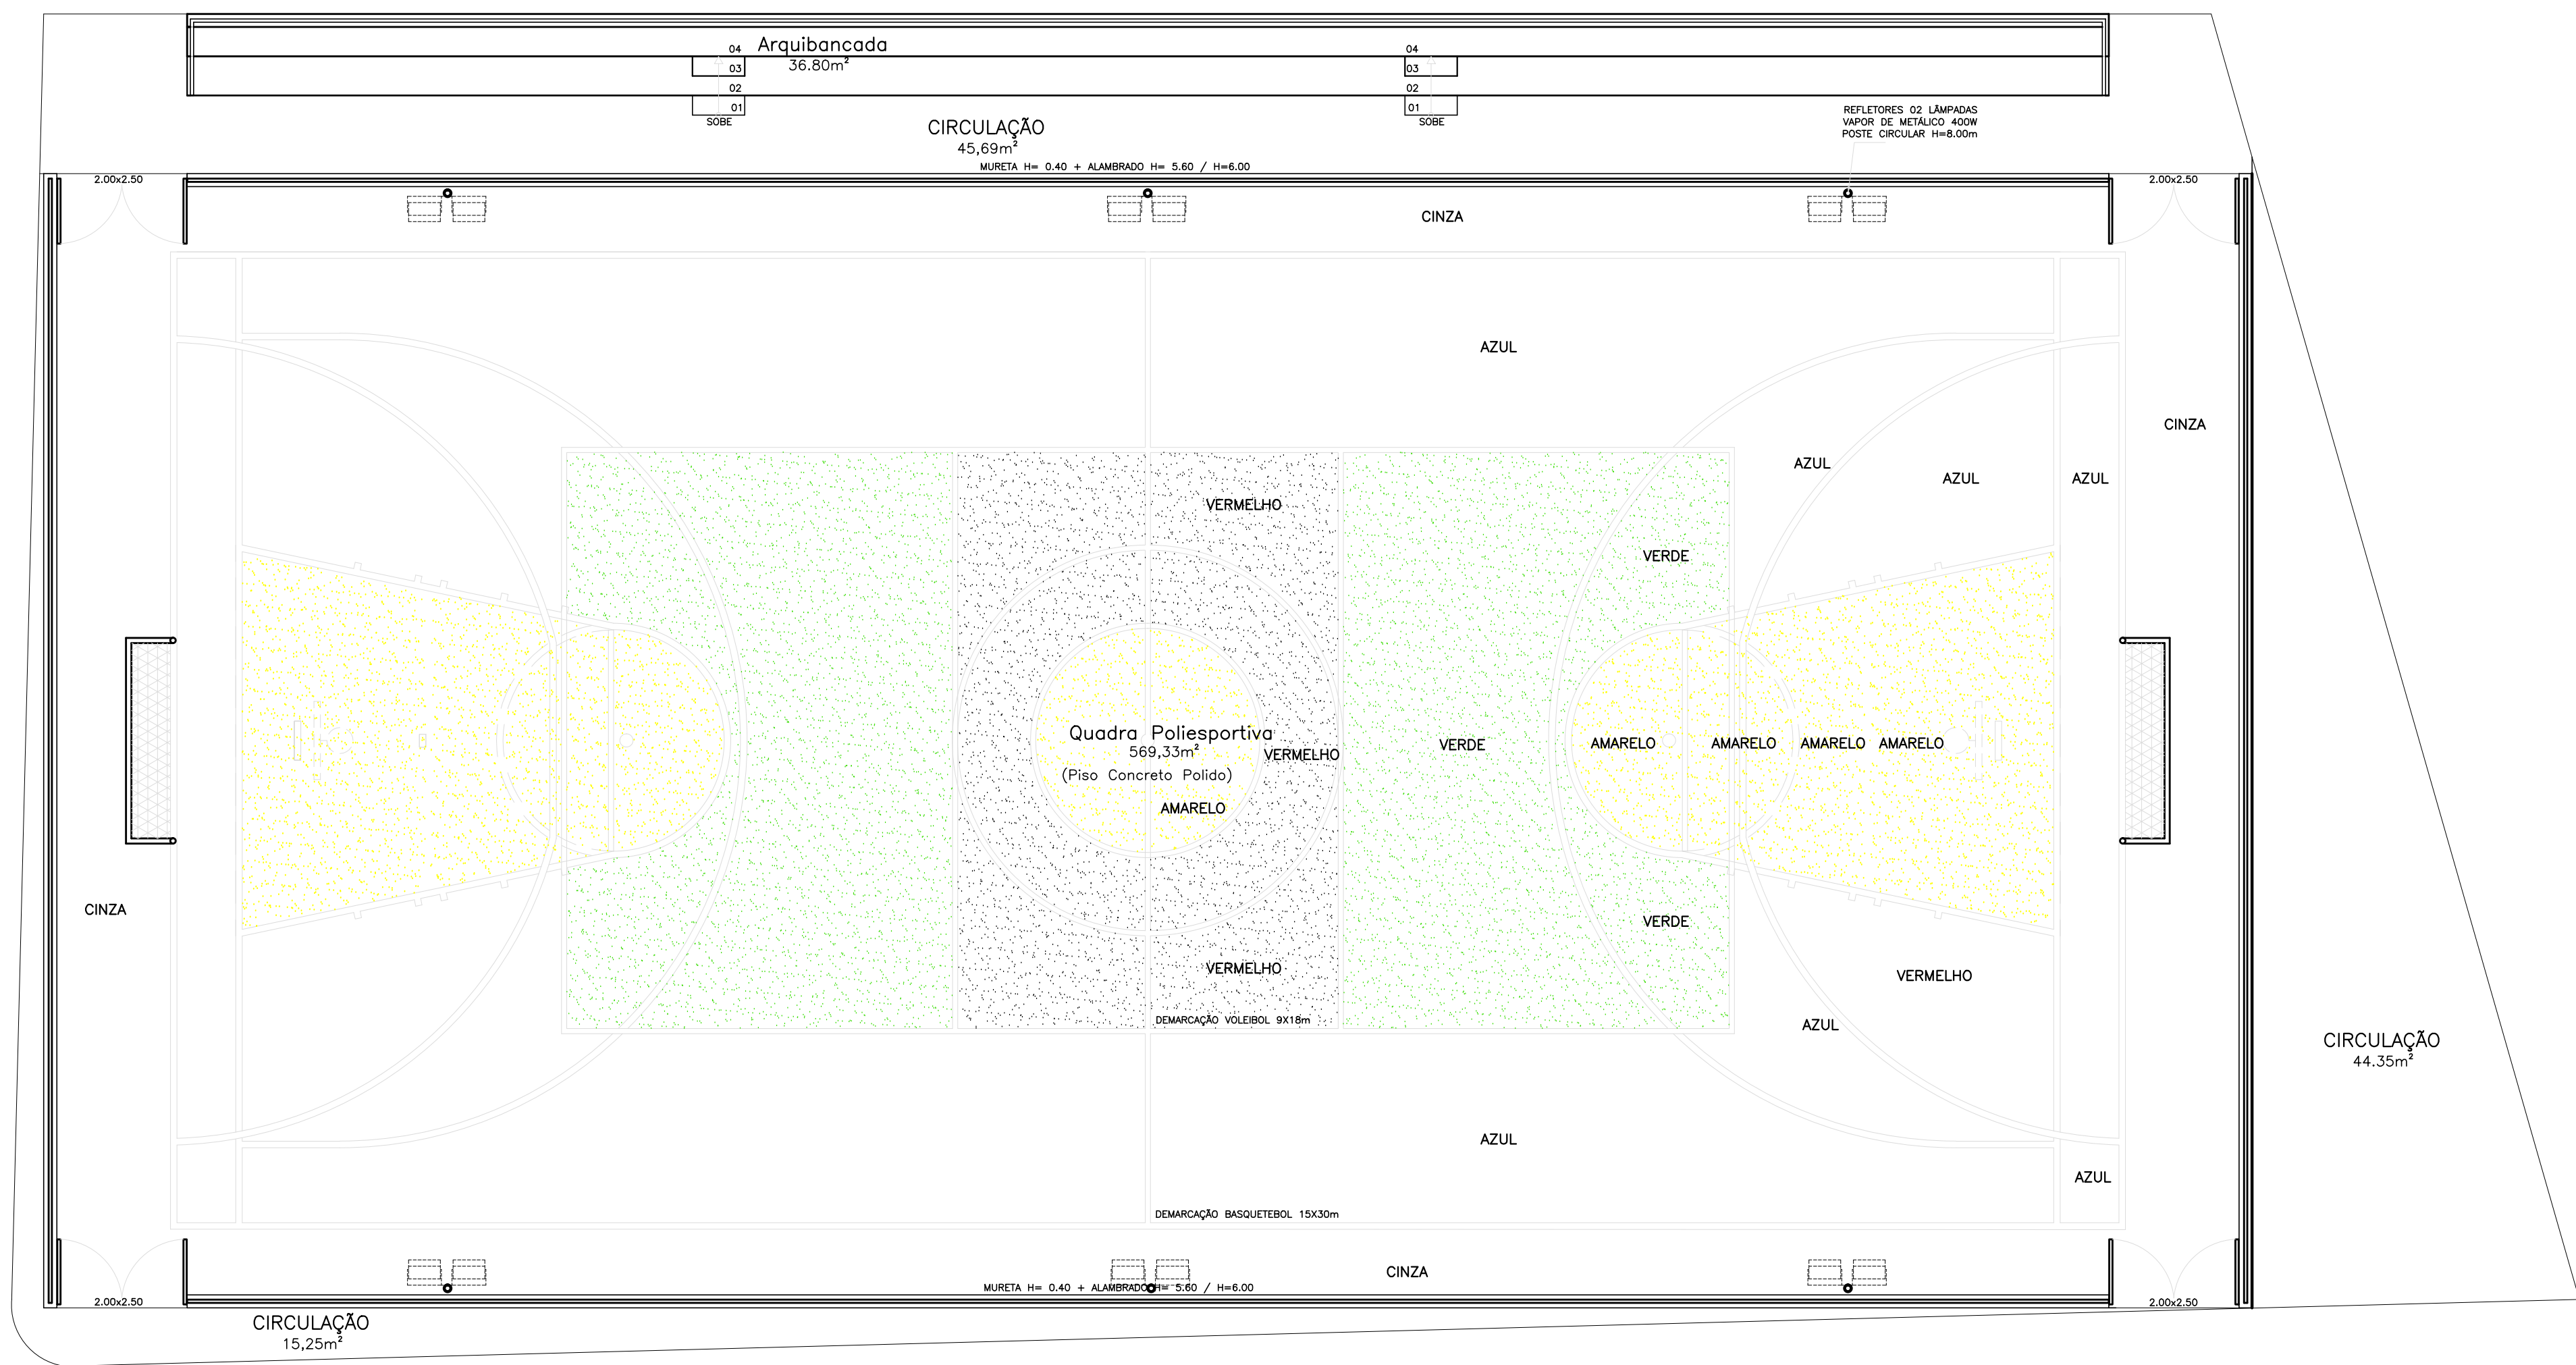 04
Arquibancada
36.80m²
03
02
01
SOBE
04
03
02
01
SOBE
CIRCULAÇÃO
45,69m²
REFLETORES 02 LÂMPADAS
VAPOR DE METÁLICO 400W
POSTE CIRCULAR H=8.00m
MURETA H= 0.40 + ALAMBRADO H= 5.60 / H=6.00
2.00x2.50
2.00x2.50
CINZA
AZUL
CINZA
AZUL
AZUL
AZUL
VERMELHO
VERDE
Quadra Poliesportiva
569,33m²
(Piso Concreto Polido)
VERMELHO
VERDE
AMARELO
AMARELO
AMARELO
AMARELO
AMARELO
CINZA
VERDE
VERMELHO
VERMELHO
DEMARCAÇÃO VOLEIBOL 9X18m
AZUL
CIRCULAÇÃO
44.35m²
AZUL
AZUL
DEMARCAÇÃO BASQUETEBOL 15X30m
CINZA
MURETA H= 0.40 + ALAMBRADO H= 5.60 / H=6.00
2.00x2.50
2.00x2.50
CIRCULAÇÃO
15,25m²